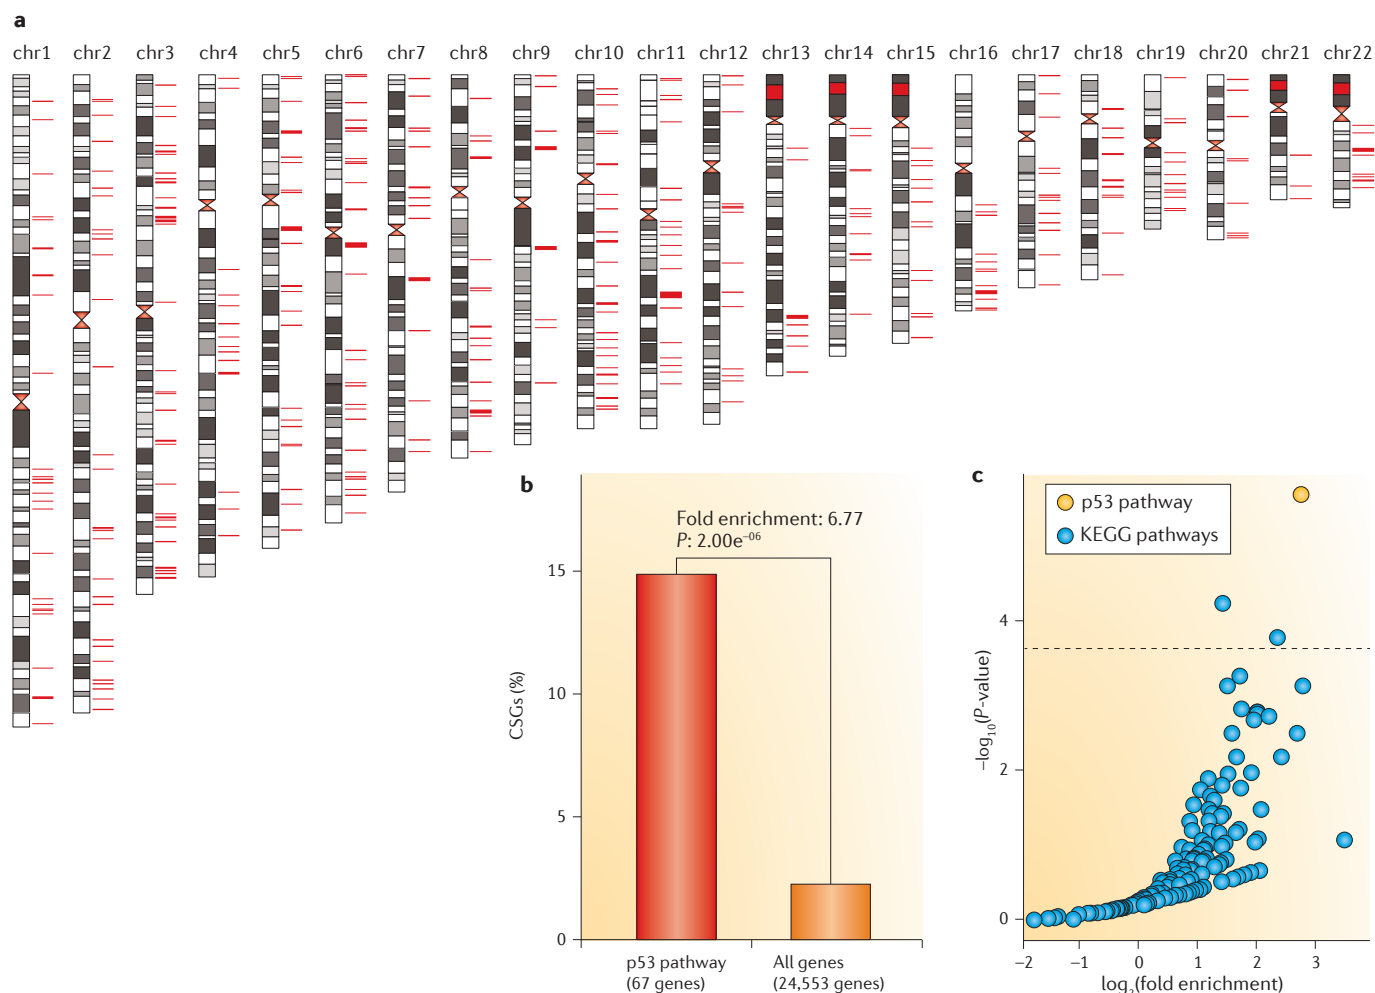 a
chr1 chr2 chr3 chr4 chr5 chr6 chr7 chr8 chr9 chr10 chr11 chr12 chr13 chr14 chr15 chr16 chr17 chr18 chr19 chr20 chr21 chr22
b
Fold enrichment: 6.77
P: 2.00e⁻⁰⁶
CSGs (%)
15
10
5
0
p53 pathway
(67 genes)
All genes
(24,553 genes)
c
p53 pathway
KEGG pathways
–log₁₀(P-value)
4
2
0
–2 –1 0 1 2 3
log₂(fold enrichment)